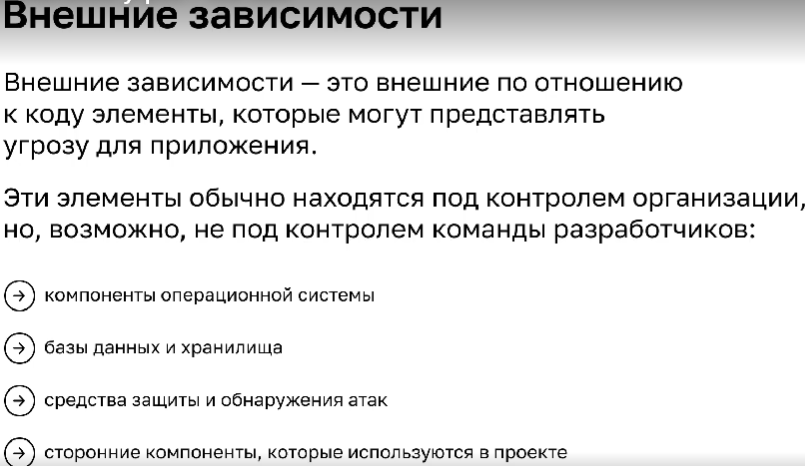 Внешние зависимости
Внешние зависимости — это внешние по отношению
к коду элементы, которые могут представлять
угрозу для приложения.
Эти элементы обычно находятся под контролем организации,
но, возможно, не под контролем команды разработчиков:
компоненты операционной системы
базы данных и хранилища
средства защиты и обнаружения атак
сторонние компоненты, которые используются в проекте